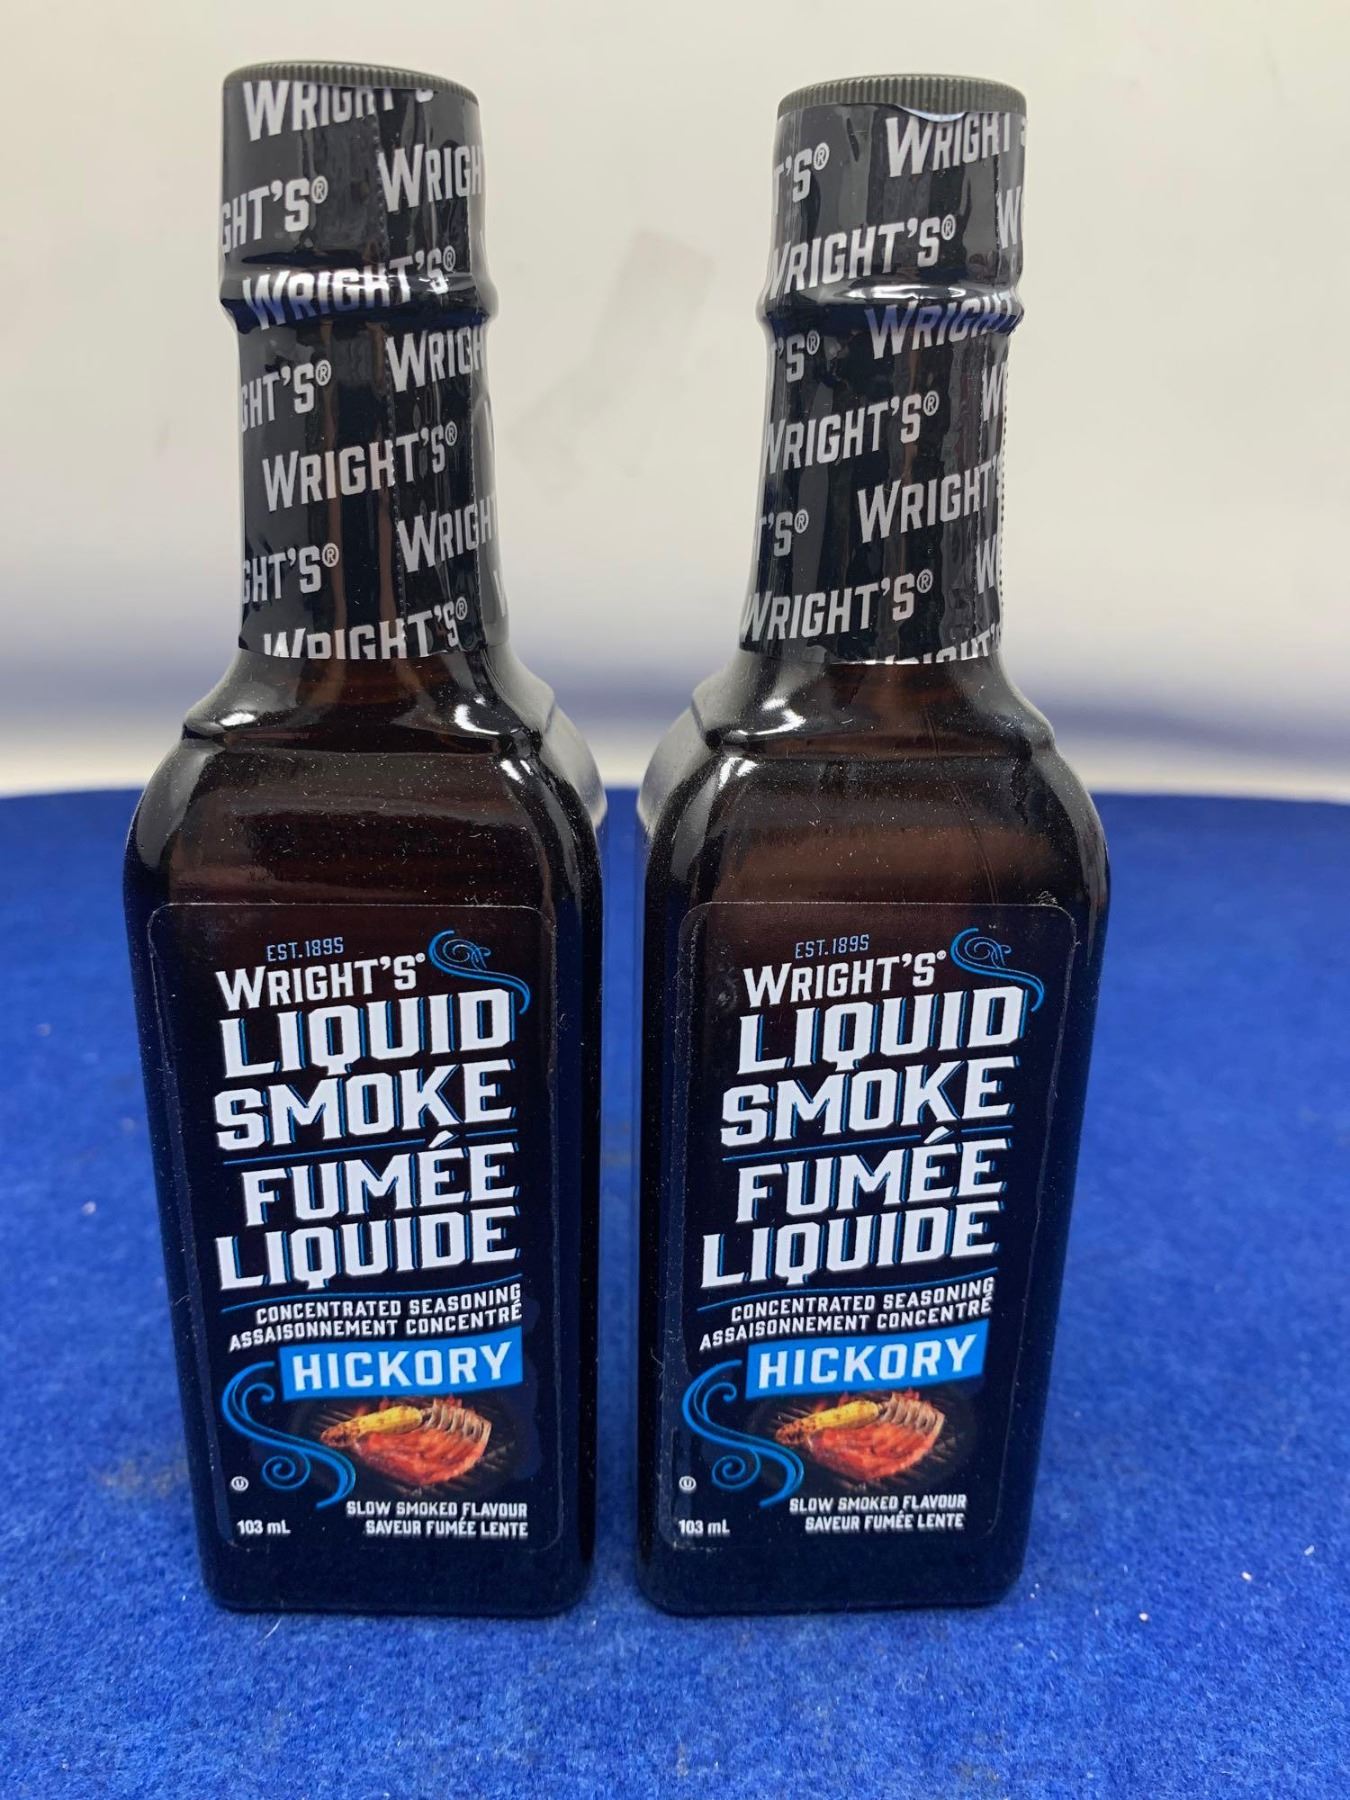 WRIGHT'S®
WRIGHT'S®
WRIGHT'S®
WRIGHT'S®
WRIGHT'S®
WRIGHT'S®
EST. 1895
WRIGHT'S®
LIQUID
SMOKE
FUMÉE
LIQUIDE
CONCENTRATED SEASONING
ASSAISONNEMENT CONCENTRÉ
HICKORY
SLOW SMOKED FLAVOUR
SAVEUR FUMÉE LENTE
U
103 mL
EST. 1895
WRIGHT'S®
LIQUID
SMOKE
FUMÉE
LIQUIDE
CONCENTRATED SEASONING
ASSAISONNEMENT CONCENTRÉ
HICKORY
SLOW SMOKED FLAVOUR
SAVEUR FUMÉE LENTE
U
103 mL